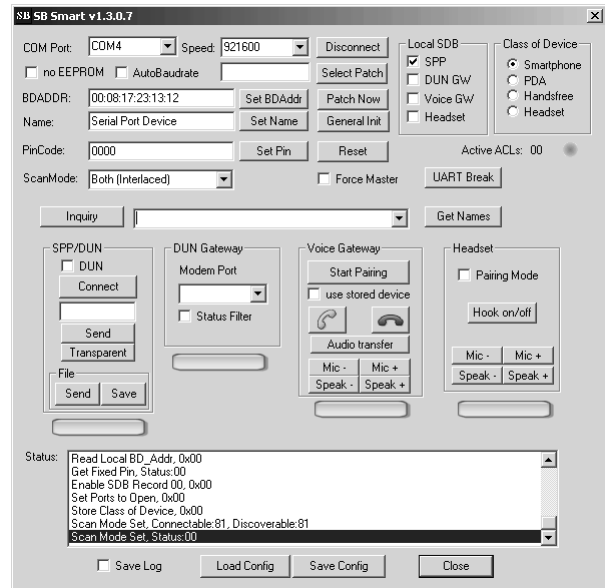 SB SB Smart v1.3.0.7
COM Port: COM4 Speed: 921600 Disconnect
no EEPROM AutoBaudrate Select Patch
BDADDR: 00:08:17:23:13:12 Set BDAddr Patch Now
Name: Serial Port Device Set Name General Init
PinCode: 0000 Set Pin Reset
ScanMode: Both (Interlaced) Force Master UART Break
Local SDB
SPP
DUN GW
Voice GW
Headset
Class of Device
Smartphone
PDA
Handsfree
Headset
Active ACLs: 00
Inquiry Get Names
SPP/DUN
DUN
Connect
Send
Transparent
File
Send Save
DUN Gateway
Modem Port
Status Filter
Voice Gateway
Start Pairing
use stored device
Audio transfer
Mic - Mic +
Speak - Speak +
Headset
Pairing Mode
Hook on/off
Mic - Mic +
Speak - Speak +
Status:
Read Local BD_Addr, 0x00
Get Fixed Pin, Status:00
Enable SDB Record 00, 0x00
Set Ports to Open, 0x00
Store Class of Device, 0x00
Scan Mode Set, Connectable:81, Discoverable:81
Scan Mode Set, Status:00
Save Log Load Config Save Config Close